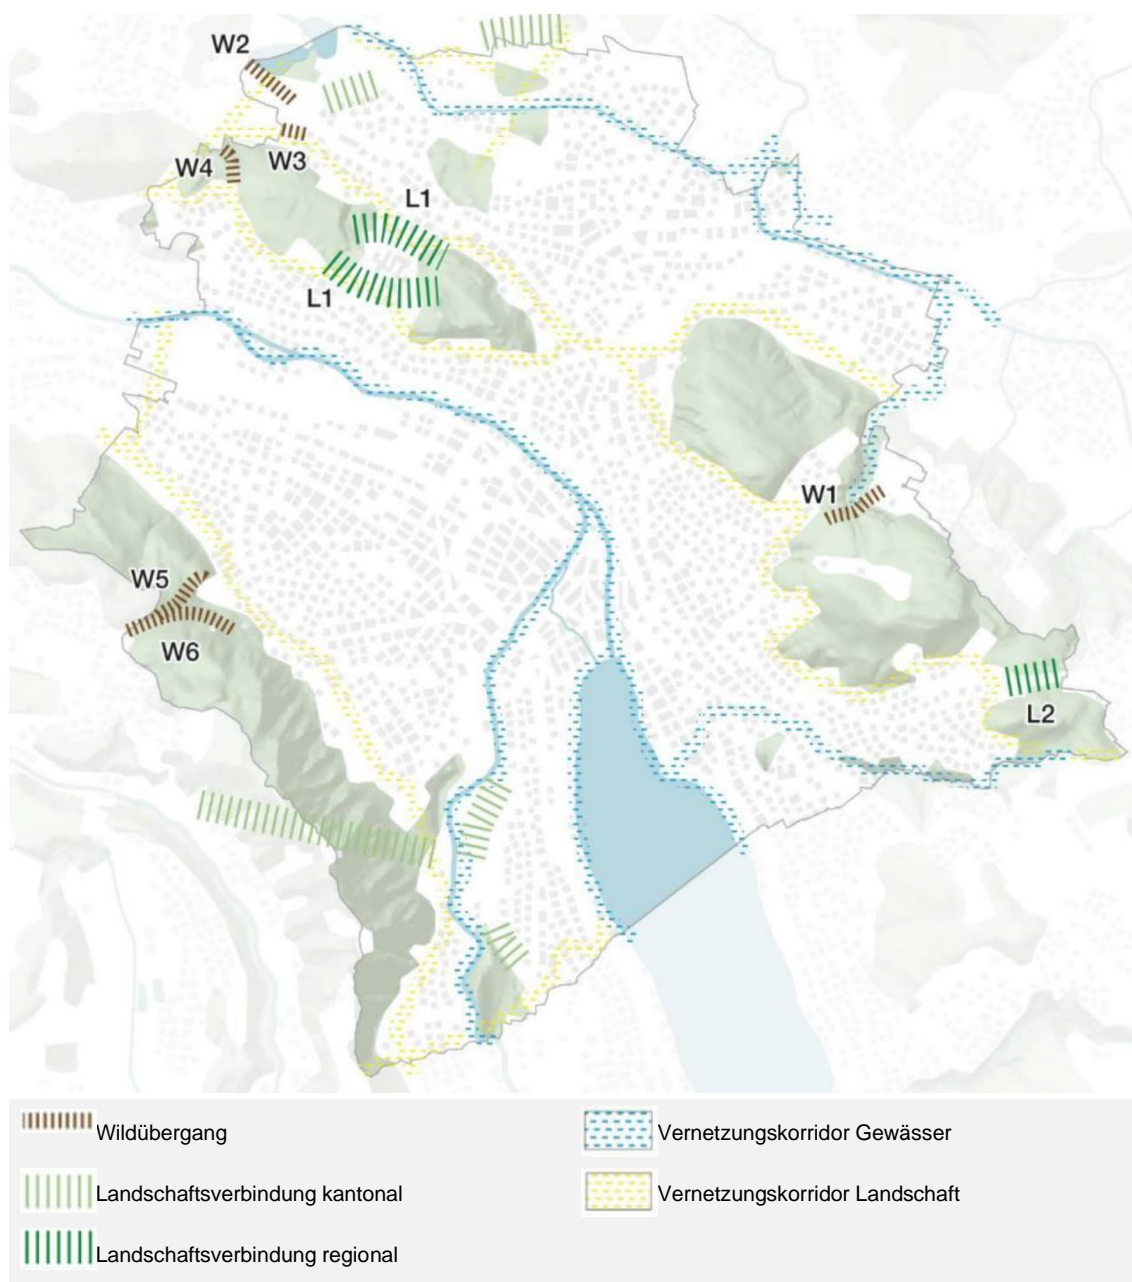 W2
W4
W3
L1
L1
W1
W5
W6
L2
Wildübergang
Vernetzungskorridor Gewässer
Landschaftsverbindung kantonal
Vernetzungskorridor Landschaft
Landschaftsverbindung regional